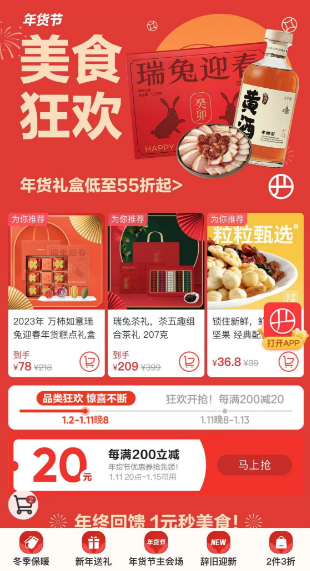 年货节
美食
狂欢
瑞兔迎春
癸卯
HAPPY
黄酒
年货礼盒低至55折起>
为你推荐
为你推荐
为你推荐
粒粒甄选
2023年 万柿如意瑞
兔迎春年货糕点礼盒
到手
¥78 ¥218
瑞兔茶礼，茶五趣组
合茶礼 207克
到手
¥209 ¥399
锁住新鲜，
坚果 经典配
¥36.8 ¥39
打开APP
品类狂欢 惊喜不断
1.2-1.11晚8
狂欢开抢！每满200减20
1.11晚8-1.13
20元
每满200立减
年货节优惠券抢先领！
1.11 20点-1.15可用
马上抢
2
年终回馈 1元秒美食！
冬季保暖
新年送礼
年货节
年货节主会场
NEW
辞旧迎新
2件3折